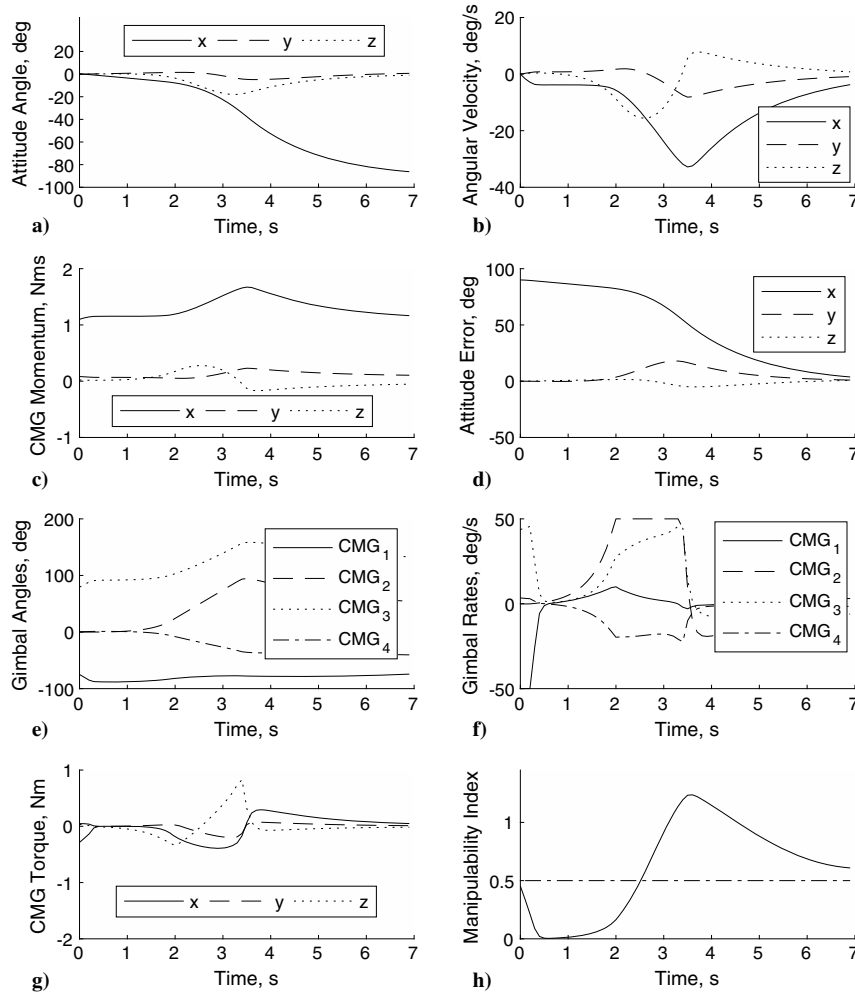 Attitude Angle, deg
20
0
-20
-40
-60
-80
-100
x y z
0 1 2 3 4 5 6 7
Time, s
a)
Angular Velocity, deg/s
20
0
-20
-40
x
y
z
0 1 2 3 4 5 6 7
Time, s
b)
CMG Momentum, Nms
2
1
0
-1
x y z
0 1 2 3 4 5 6 7
Time, s
c)
Attitude Error, deg
100
50
0
-50
x
y
z
0 1 2 3 4 5 6 7
Time, s
d)
Gimbal Angles, deg
200
100
0
-100
CMG1
CMG2
CMG3
CMG4
0 1 2 3 4 5 6 7
Time, s
e)
Gimbal Rates, deg/s
50
0
-50
CMG1
CMG2
CMG3
CMG4
0 1 2 3 4 5 6 7
Time, s
f)
CMG Torque, Nm
1
0
-1
-2
x y z
0 1 2 3 4 5 6 7
Time, s
g)
Manipulability Index
1
0.5
0
0 1 2 3 4 5 6 7
Time, s
h)